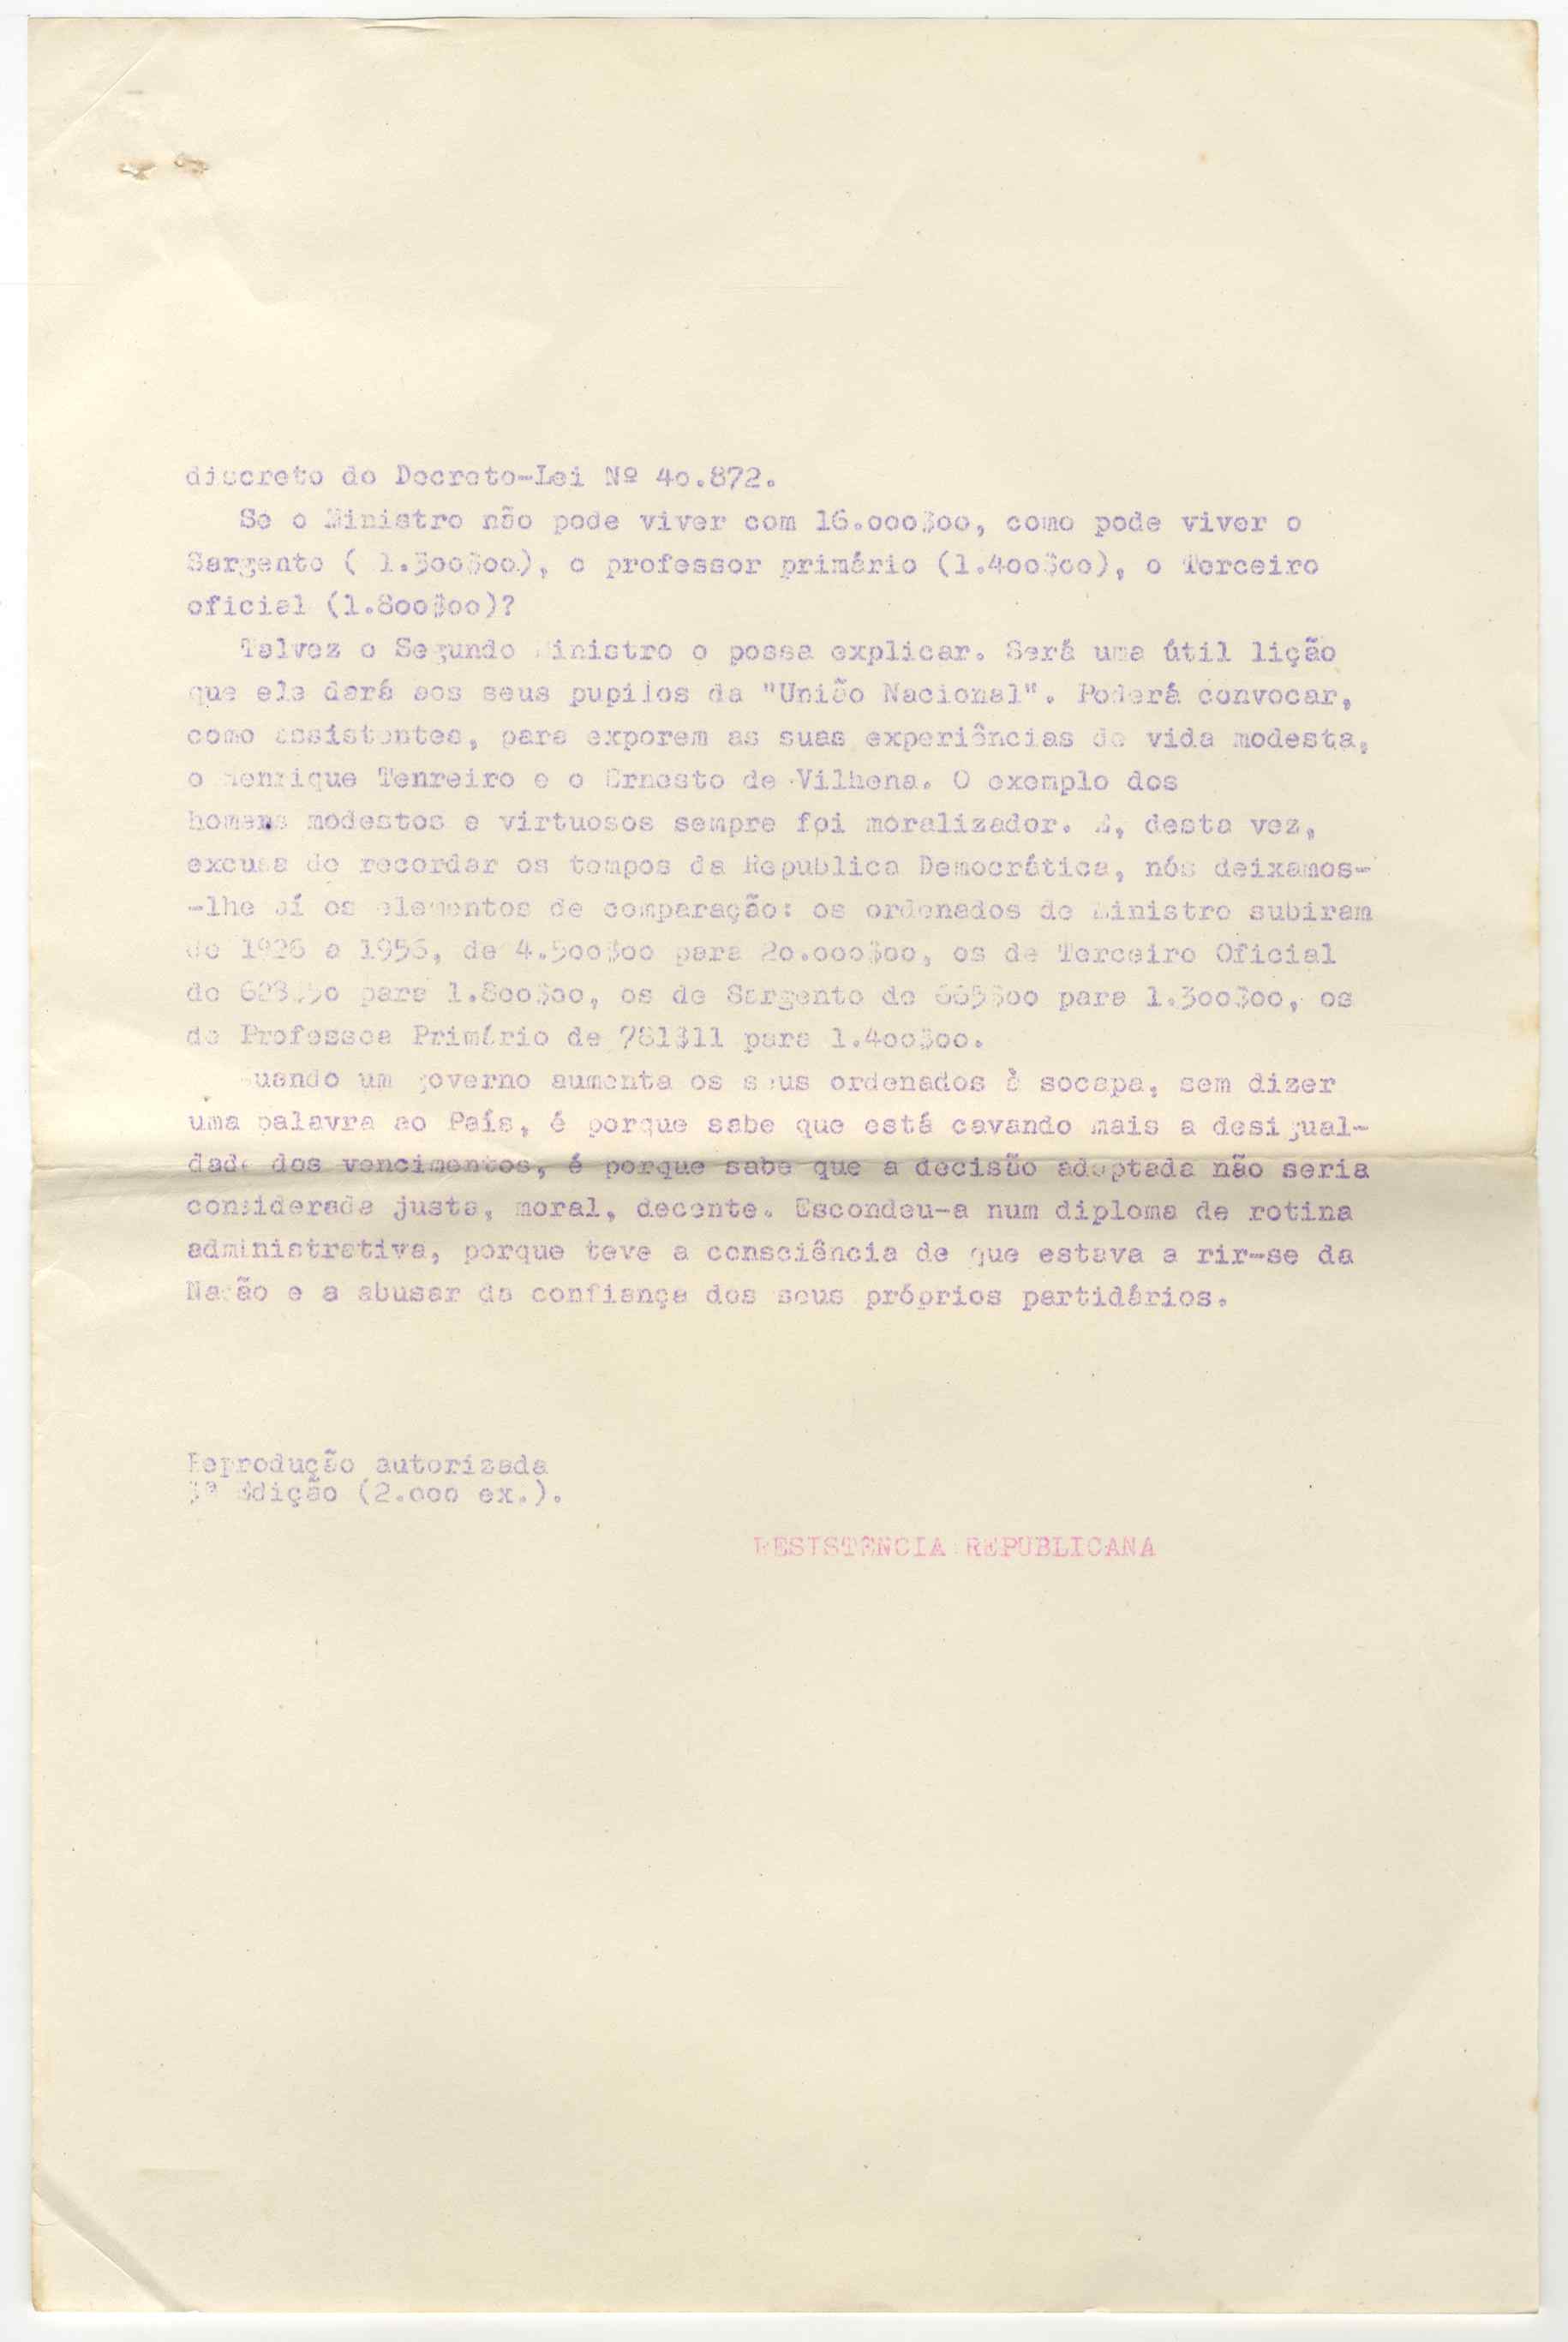 discreto do Decreto-Lei Nº 40.872.
Se o Ministro não pode viver com 16.000$00, como pode viver o
Sargento ( 1.300$00), o professor primário (1.400$00), o Terceiro
oficial (1.800$00)?
Talvez o Segundo Ministro o possa explicar. Será uma útil lição
que ele dará aos seus pupilos da "União Nacional". Poderá convocar,
como assistentes, para exporem as suas experiências de vida modesta,
o Henrique Tenreiro e o Ernesto de Vilhena. O exemplo dos
homens modestos e virtuosos sempre foi moralizador. E, desta vez,
excusa de recordar os tempos da Republica Democrática, nós deixamos-
-lhe aí os elementos de comparação: os ordenados de Ministro subiram
de 1926 a 1956, de 4.500$00 para 20.000$00, os de Terceiro Oficial
de para 1.800$00, os de Sargento de 665$00 para 1.300$00, os
de Professoa Primário de 781$11 para 1.400$00.
Quando um governo aumenta os seus ordenados à socapa, sem dizer
uma palavra ao País, é porque sabe que está cavando mais a desigual-
dade dos vencimentos, é porque sabe que a decisão adoptada não seria
considerada justa, moral, decente. Escondeu-a num diploma de rotina
administrativa, porque teve a consciência de que estava a rir-se da
Nação e a abusar da confiança dos seus próprios partidários.
Reprodução autorizada
3ª Edição (2.000 ex.).
RESISTÊNCIA REPUBLICANA